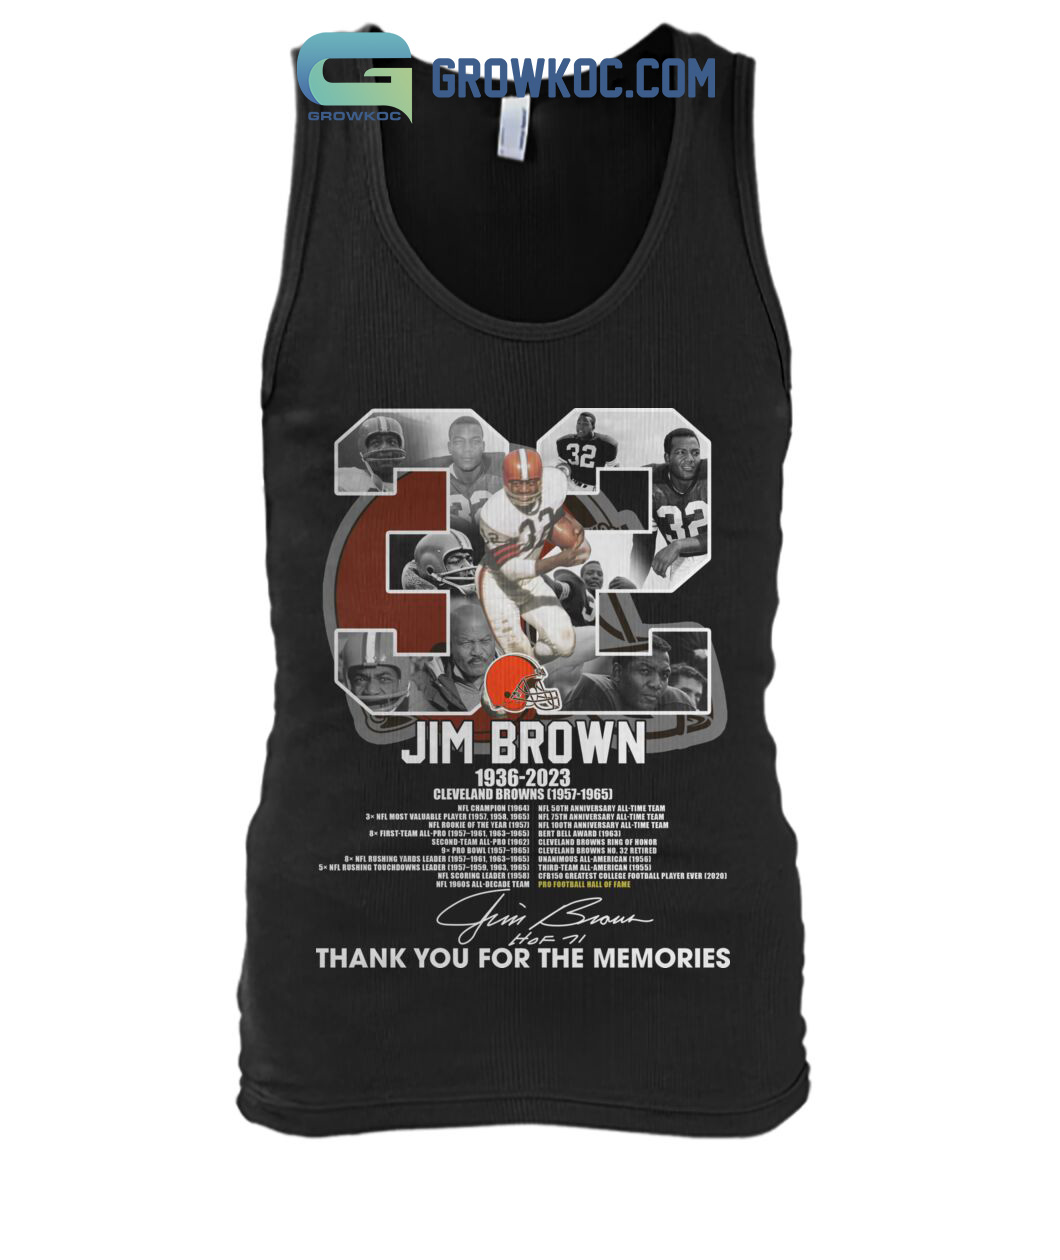 GROWKOC.COM
GROWKOC
32
32
32
JIM BROWN
1936-2023
CLEVELAND BROWNS (1957-1965)
NFL CHAMPION (1964)
3× NFL MOST VALUABLE PLAYER (1957, 1958, 1965)
NFL ROOKIE OF THE YEAR (1957)
8× FIRST-TEAM ALL-PRO (1957–1961, 1963–1965)
SECOND-TEAM ALL-PRO (1962)
9× PRO BOWL (1957–1965)
8× NFL RUSHING YARDS LEADER (1957–1961, 1963–1965)
5× NFL RUSHING TOUCHDOWNS LEADER (1957–1959, 1963, 1965)
NFL SCORING LEADER (1958)
NFL 1960S ALL-DECADE TEAM
NFL 50TH ANNIVERSARY ALL-TIME TEAM
NFL 75TH ANNIVERSARY ALL-TIME TEAM
NFL 100TH ANNIVERSARY ALL-TIME TEAM
BERT BELL AWARD (1963)
CLEVELAND BROWNS RING OF HONOR
CLEVELAND BROWNS NO. 32 RETIRED
UNANIMOUS ALL-AMERICAN (1956)
THIRD-TEAM ALL-AMERICAN (1955)
CFB150 GREATEST COLLEGE FOOTBALL PLAYER EVER (2020)
PRO FOOTBALL HALL OF FAME
Jim Brown
HOF 71
THANK YOU FOR THE MEMORIES